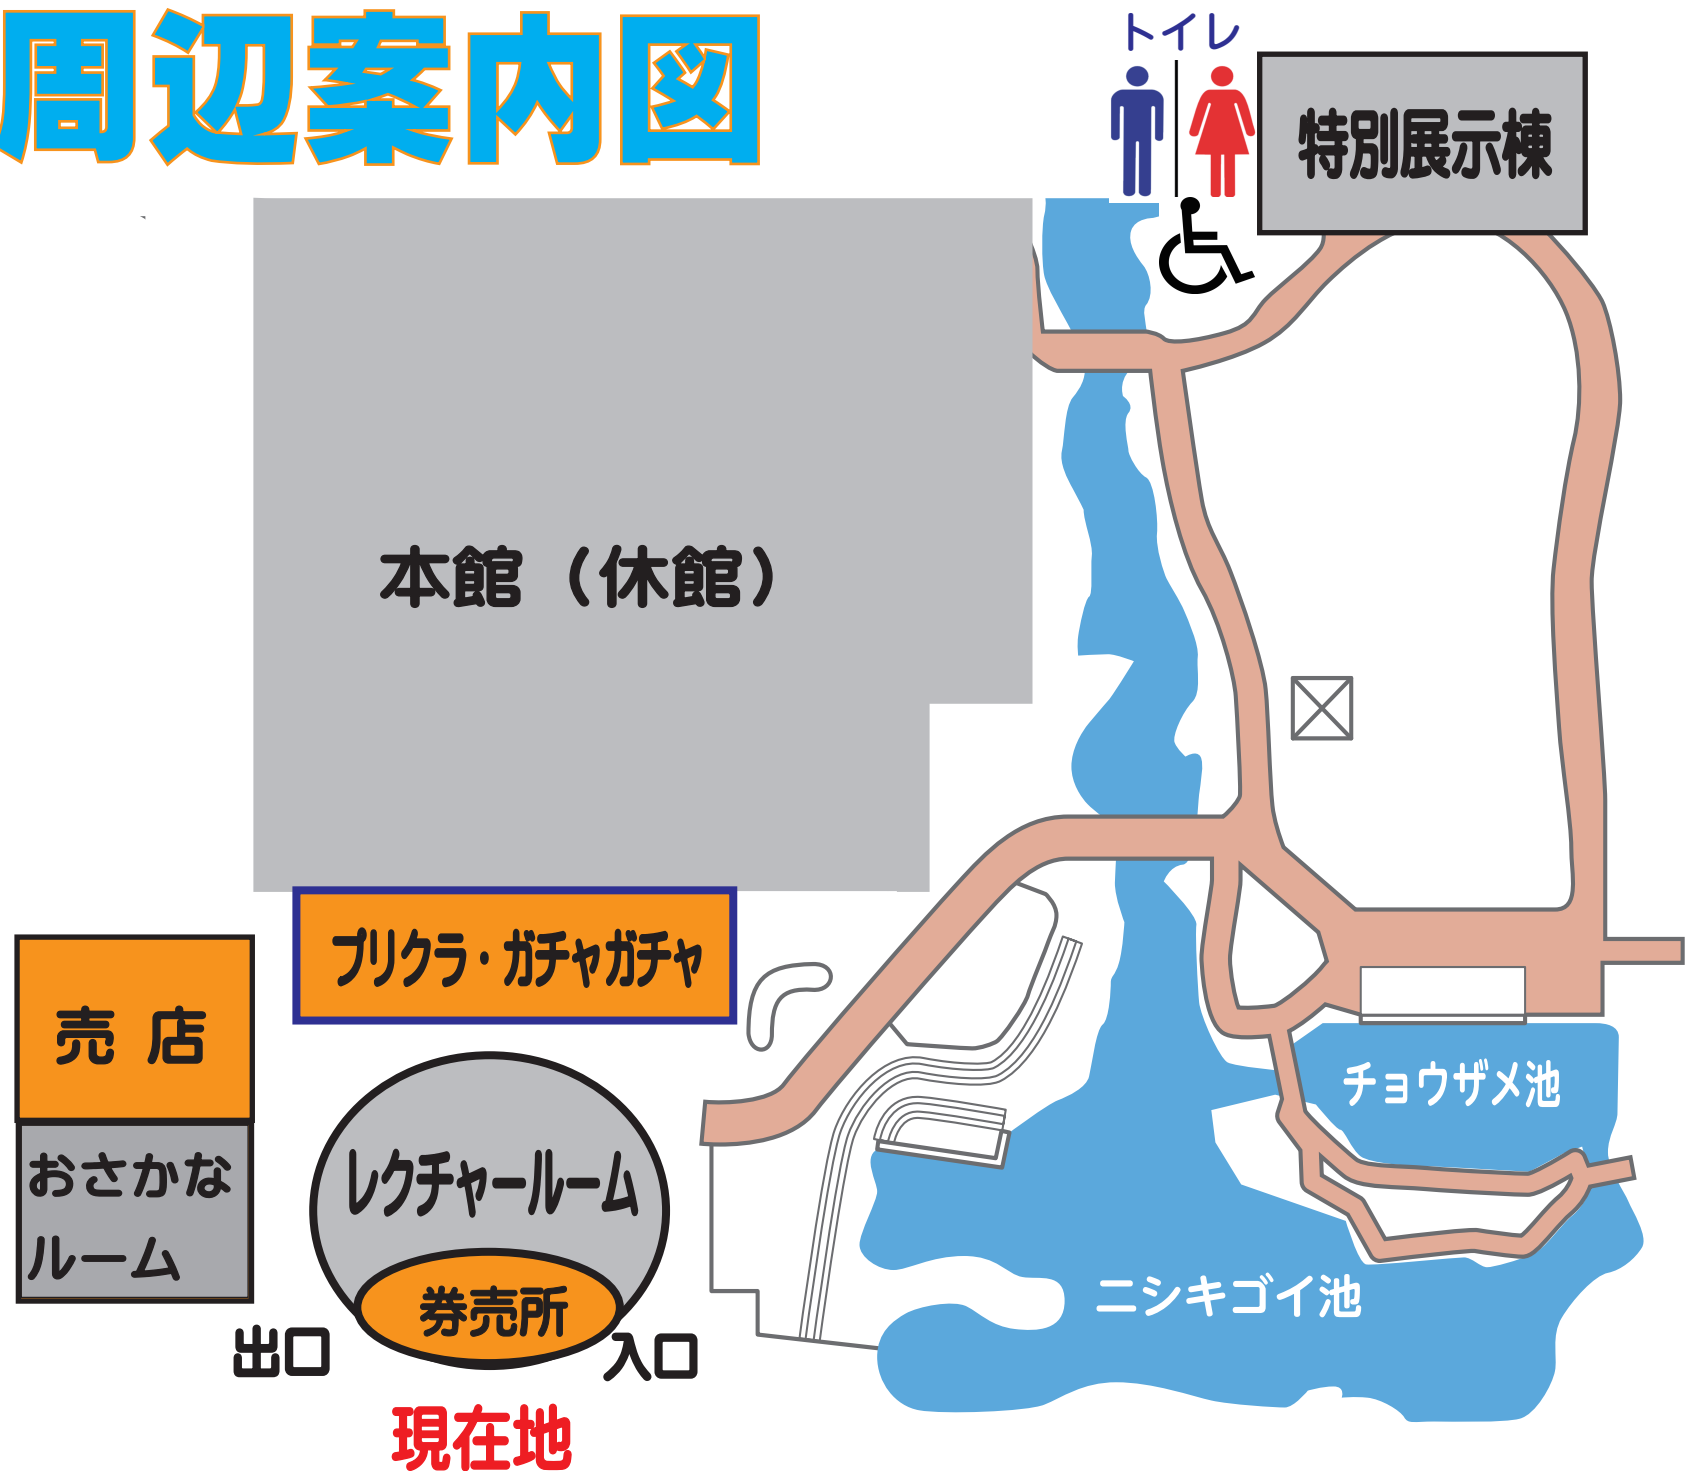 周辺案内図
トイレ
特別展示棟
本館（休館）
プリクラ・ガチャガチャ
売 店
おさかな
ルーム
レクチャールーム
券売所
出口
入口
現在地
チョウザメ池
ニシキゴイ池